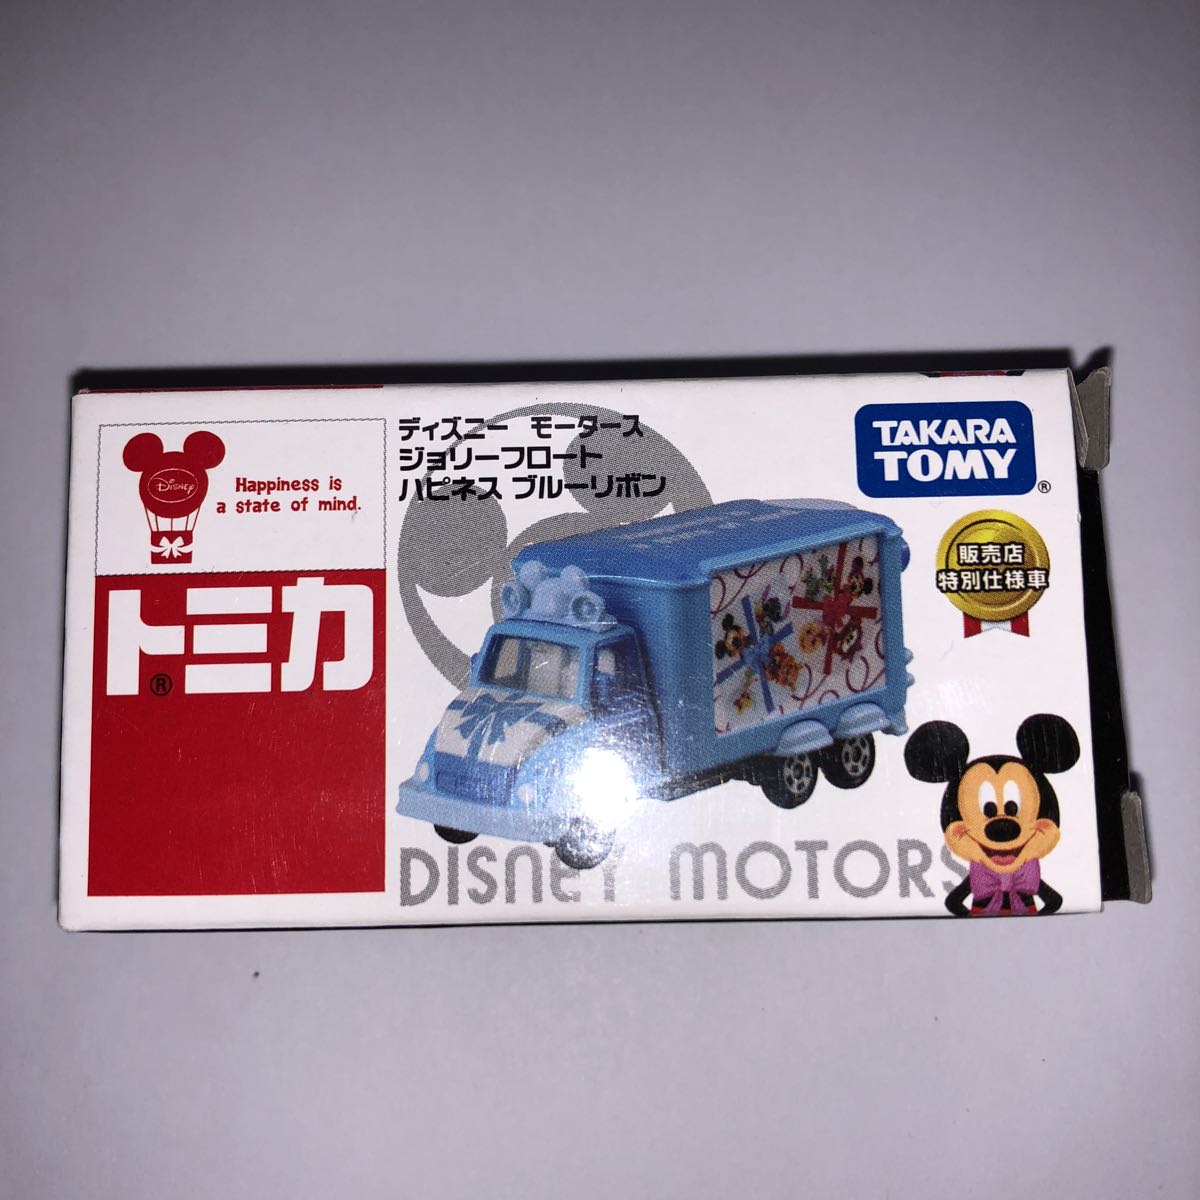 Disney
Happiness is
a state of mind.
トミカ
®
ディズニー モータース
ジョリーフロート
ハピネス ブルーリボン
TAKARA
TOMY
®
販売店
特別仕様車
DISNEY MOTORS